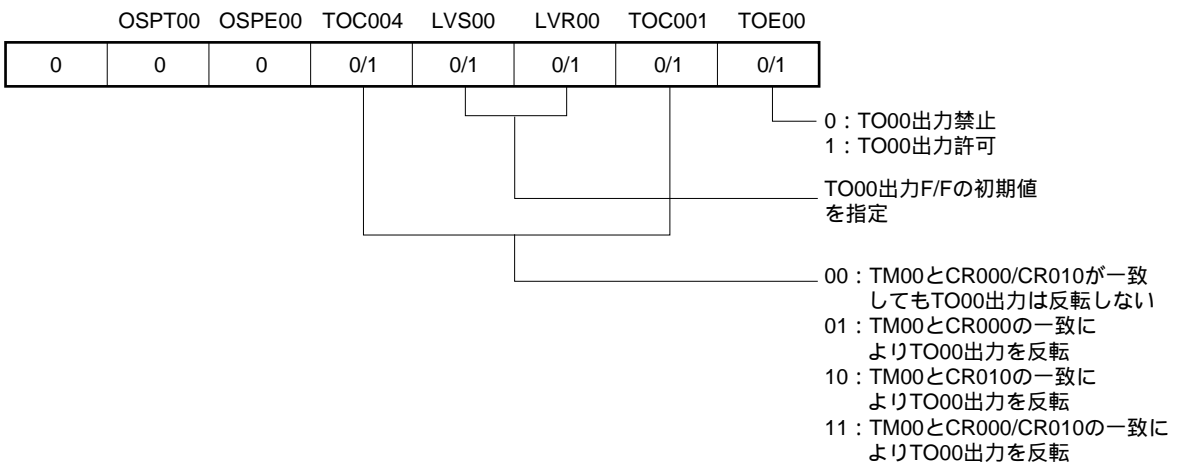 OSPT00 OSPE00 TOC004 LVS00 LVR00 TOC001 TOE00
0 0 0 0/1 0/1 0/1 0/1 0/1
0：TO00出力禁止
1：TO00出力許可
TO00出力F/Fの初期値
を指定
00：TM00とCR000/CR010が一致
してもTO00出力は反転しない
01：TM00とCR000の一致に
よりTO00出力を反転
10：TM00とCR010の一致に
よりTO00出力を反転
11：TM00とCR000/CR010の一致に
よりTO00出力を反転